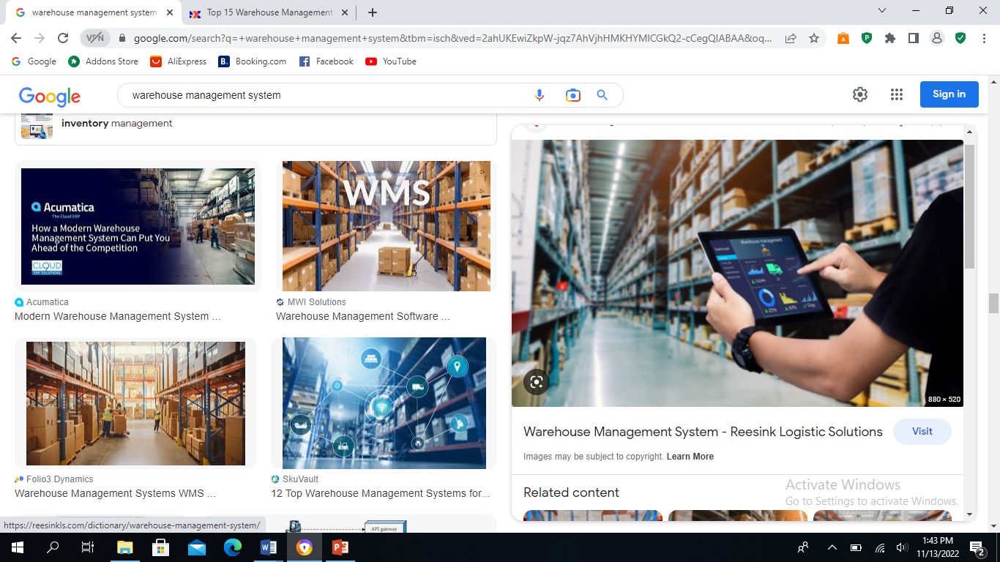 warehouse management system
Top 15 Warehouse Management
VPN
google.com/search?q=+warehouse+management+system&tbm=isch&ved=2ahUKEwiZkpW-jqz7AhVjhHMKHYMlCGkQ2-cCegQIABAA&oq...
Google
Addons Store
AliExpress
Booking.com
Facebook
YouTube
Google
warehouse management system
Sign in
inventory management
Acumatica
The Cloud ERP
How a Modern Warehouse
Management System Can Put You
Ahead of the Competition
CLOUD
ERP SOLUTIONS
WMS
Acumatica
Modern Warehouse Management System ...
MWI Solutions
Warehouse Management Software ...
Warehouse management
880 × 520
Folio3 Dynamics
Warehouse Management Systems WMS ...
SkuVault
12 Top Warehouse Management Systems for...
Warehouse Management System - Reesink Logistic Solutions
Visit
Images may be subject to copyright. Learn More
Related content
Activate Windows
Go to Settings to activate Windows.
https://reesinkls.com/dictionary/warehouse-management-system/
API gateway
1:43 PM
11/13/2022
2